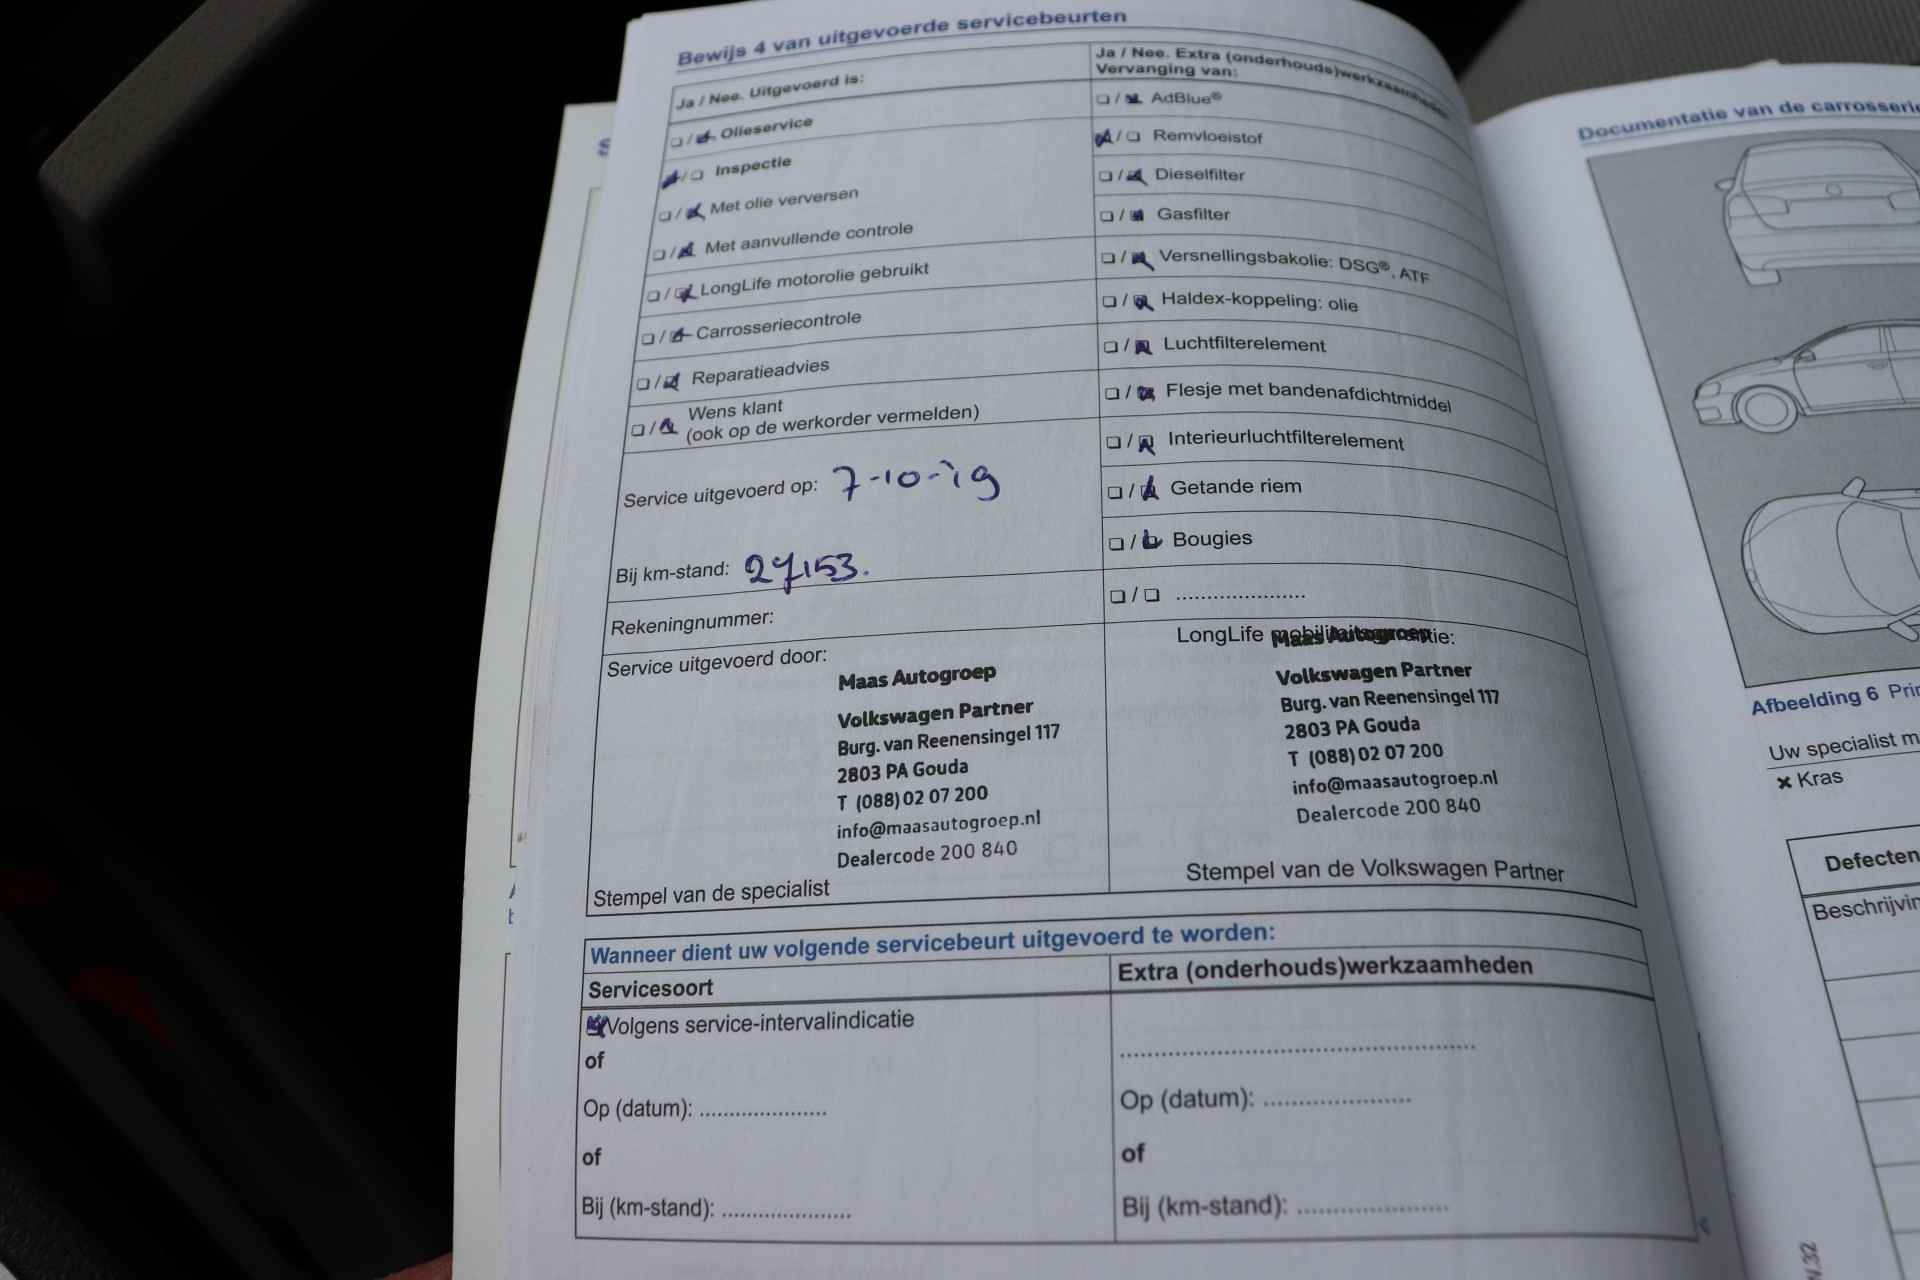 Bewijs 4 van uitgevoerde servicebeurten
Ja / Nee. Uitgevoerd is:
Olieservice
Inspectie
Met olie verversen
Met aanvullende controle
LongLife motorolie gebruikt
Carrosseriecontrole
Reparatieadvies
Wens klant
(ook op de werkorder vermelden)
Service uitgevoerd op: 7-10-19
Bij km-stand: 27153.
Rekeningnummer:
Service uitgevoerd door:
Maas Autogroep
Volkswagen Partner
Burg. van Reenensingel 117
2803 PA Gouda
T (088) 02 07 200
info@maasautogroep.nl
Dealercode 200 840
Stempel van de specialist
Ja / Nee. Extra (onderhouds)werkzaamheden
Vervanging van:
AdBlue®
Remvloeistof
Dieselfilter
Gasfilter
Versnellingsbakolie: DSG®, ATF
Haldex-koppeling: olie
Luchtfilterelement
Flesje met bandenafdichtmiddel
Interieurluchtfilterelement
Getande riem
Bougies
/ .....................
LongLife
Maas Autogroep
Volkswagen Partner
Burg. van Reenensingel 117
2803 PA Gouda
T (088) 02 07 200
info@maasautogroep.nl
Dealercode 200 840
Stempel van de Volkswagen Partner
Wanneer dient uw volgende servicebeurt uitgevoerd te worden:
Servicesoort
Volgens service-intervalindicatie
of
Op (datum): .....................
of
Bij (km-stand): .....................
Extra (onderhouds)werkzaamheden
Op (datum): .....................
of
Bij (km-stand): .....................
Documentatie van de carrosserie
Afbeelding 6
Uw specialist
Kras
Defecten